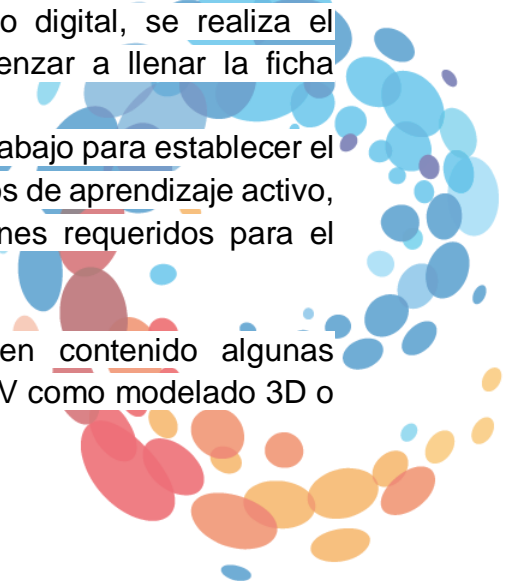 o digital, se realiza el
enzar a llenar la ficha
abajo para establecer el
os de aprendizaje activo,
nes requeridos para el
en contenido algunas
V como modelado 3D o